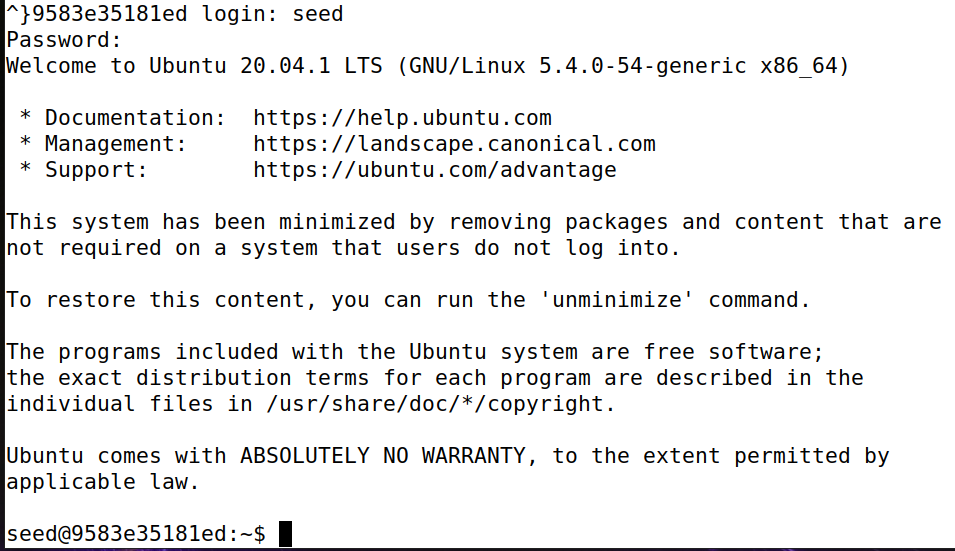 ^}9583e35181ed login: seed
Password:
Welcome to Ubuntu 20.04.1 LTS (GNU/Linux 5.4.0-54-generic x86_64)
* Documentation:  https://help.ubuntu.com
* Management:     https://landscape.canonical.com
* Support:        https://ubuntu.com/advantage
This system has been minimized by removing packages and content that are
not required on a system that users do not log into.
To restore this content, you can run the 'unminimize' command.
The programs included with the Ubuntu system are free software;
the exact distribution terms for each program are described in the
individual files in /usr/share/doc/*/copyright.
Ubuntu comes with ABSOLUTELY NO WARRANTY, to the extent permitted by
applicable law.
seed@9583e35181ed:~$